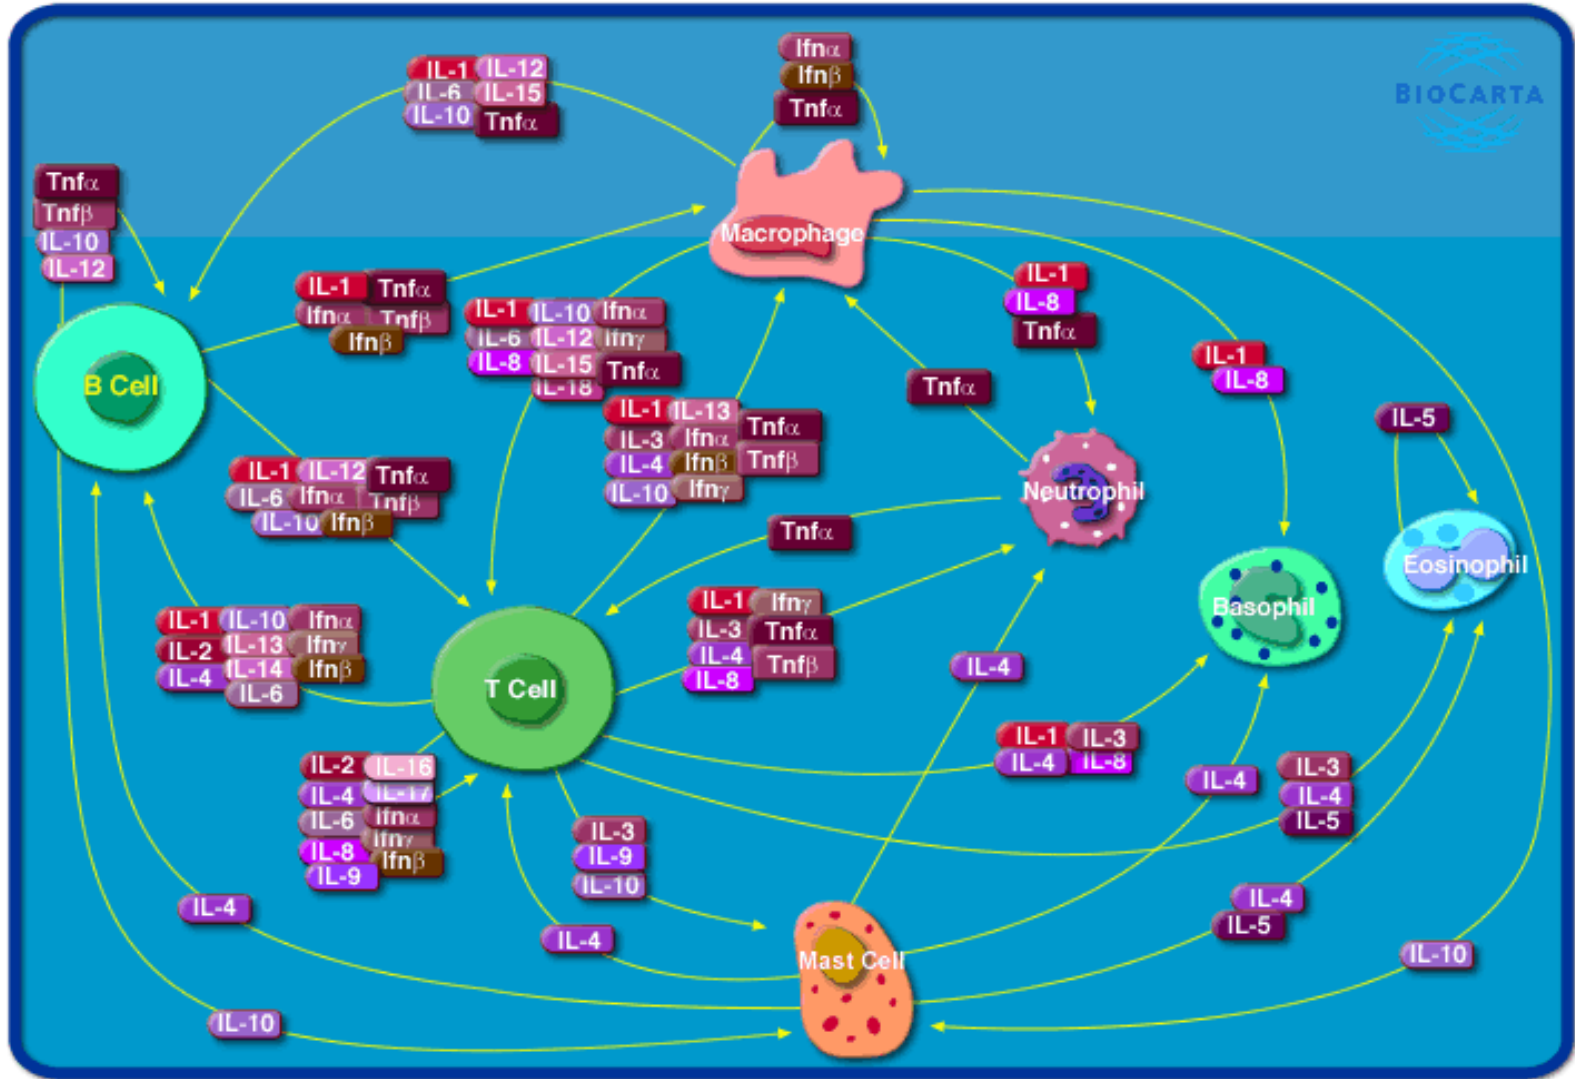 Ifnα
Ifnβ
Tnfα
BIOCARTA
IL-1 IL-12
IL-6 IL-15
IL-10 Tnfα
Tnfα
Tnfβ
IL-10
IL-12
Macrophage
IL-1 Tnfα
Ifnα Tnfβ
Ifnβ
IL-1 IL-10 Ifnα
IL-6 IL-12 Ifnγ
IL-8 IL-15 Tnfα
IL-18
IL-1
IL-8
Tnfα
IL-1
IL-8
B Cell
Tnfα
IL-5
IL-1 IL-13 Tnfα
IL-3 Ifnα
IL-4 Ifnβ Tnfβ
IL-10 Ifnγ
IL-1 IL-12 Tnfα
IL-6 Ifnα Tnfβ
IL-10 Ifnβ
Neutrophil
Tnfα
Eosinophil
Basophil
IL-1 IL-10 Ifnα
IL-2 IL-13 Ifnγ
IL-4 IL-14 Ifnβ
IL-6
IL-1 Ifnγ
IL-3 Tnfα
IL-4 Tnfβ
IL-8
T Cell
IL-4
IL-1 IL-3
IL-4 IL-8
IL-2 IL-16
IL-4 IL-17
IL-6 Ifnα
Ifnγ
IL-8 Ifnβ
IL-9
IL-3
IL-9
IL-10
IL-4
IL-3
IL-4
IL-5
IL-4
IL-4
IL-4
IL-5
Mast Cell
IL-10
IL-10